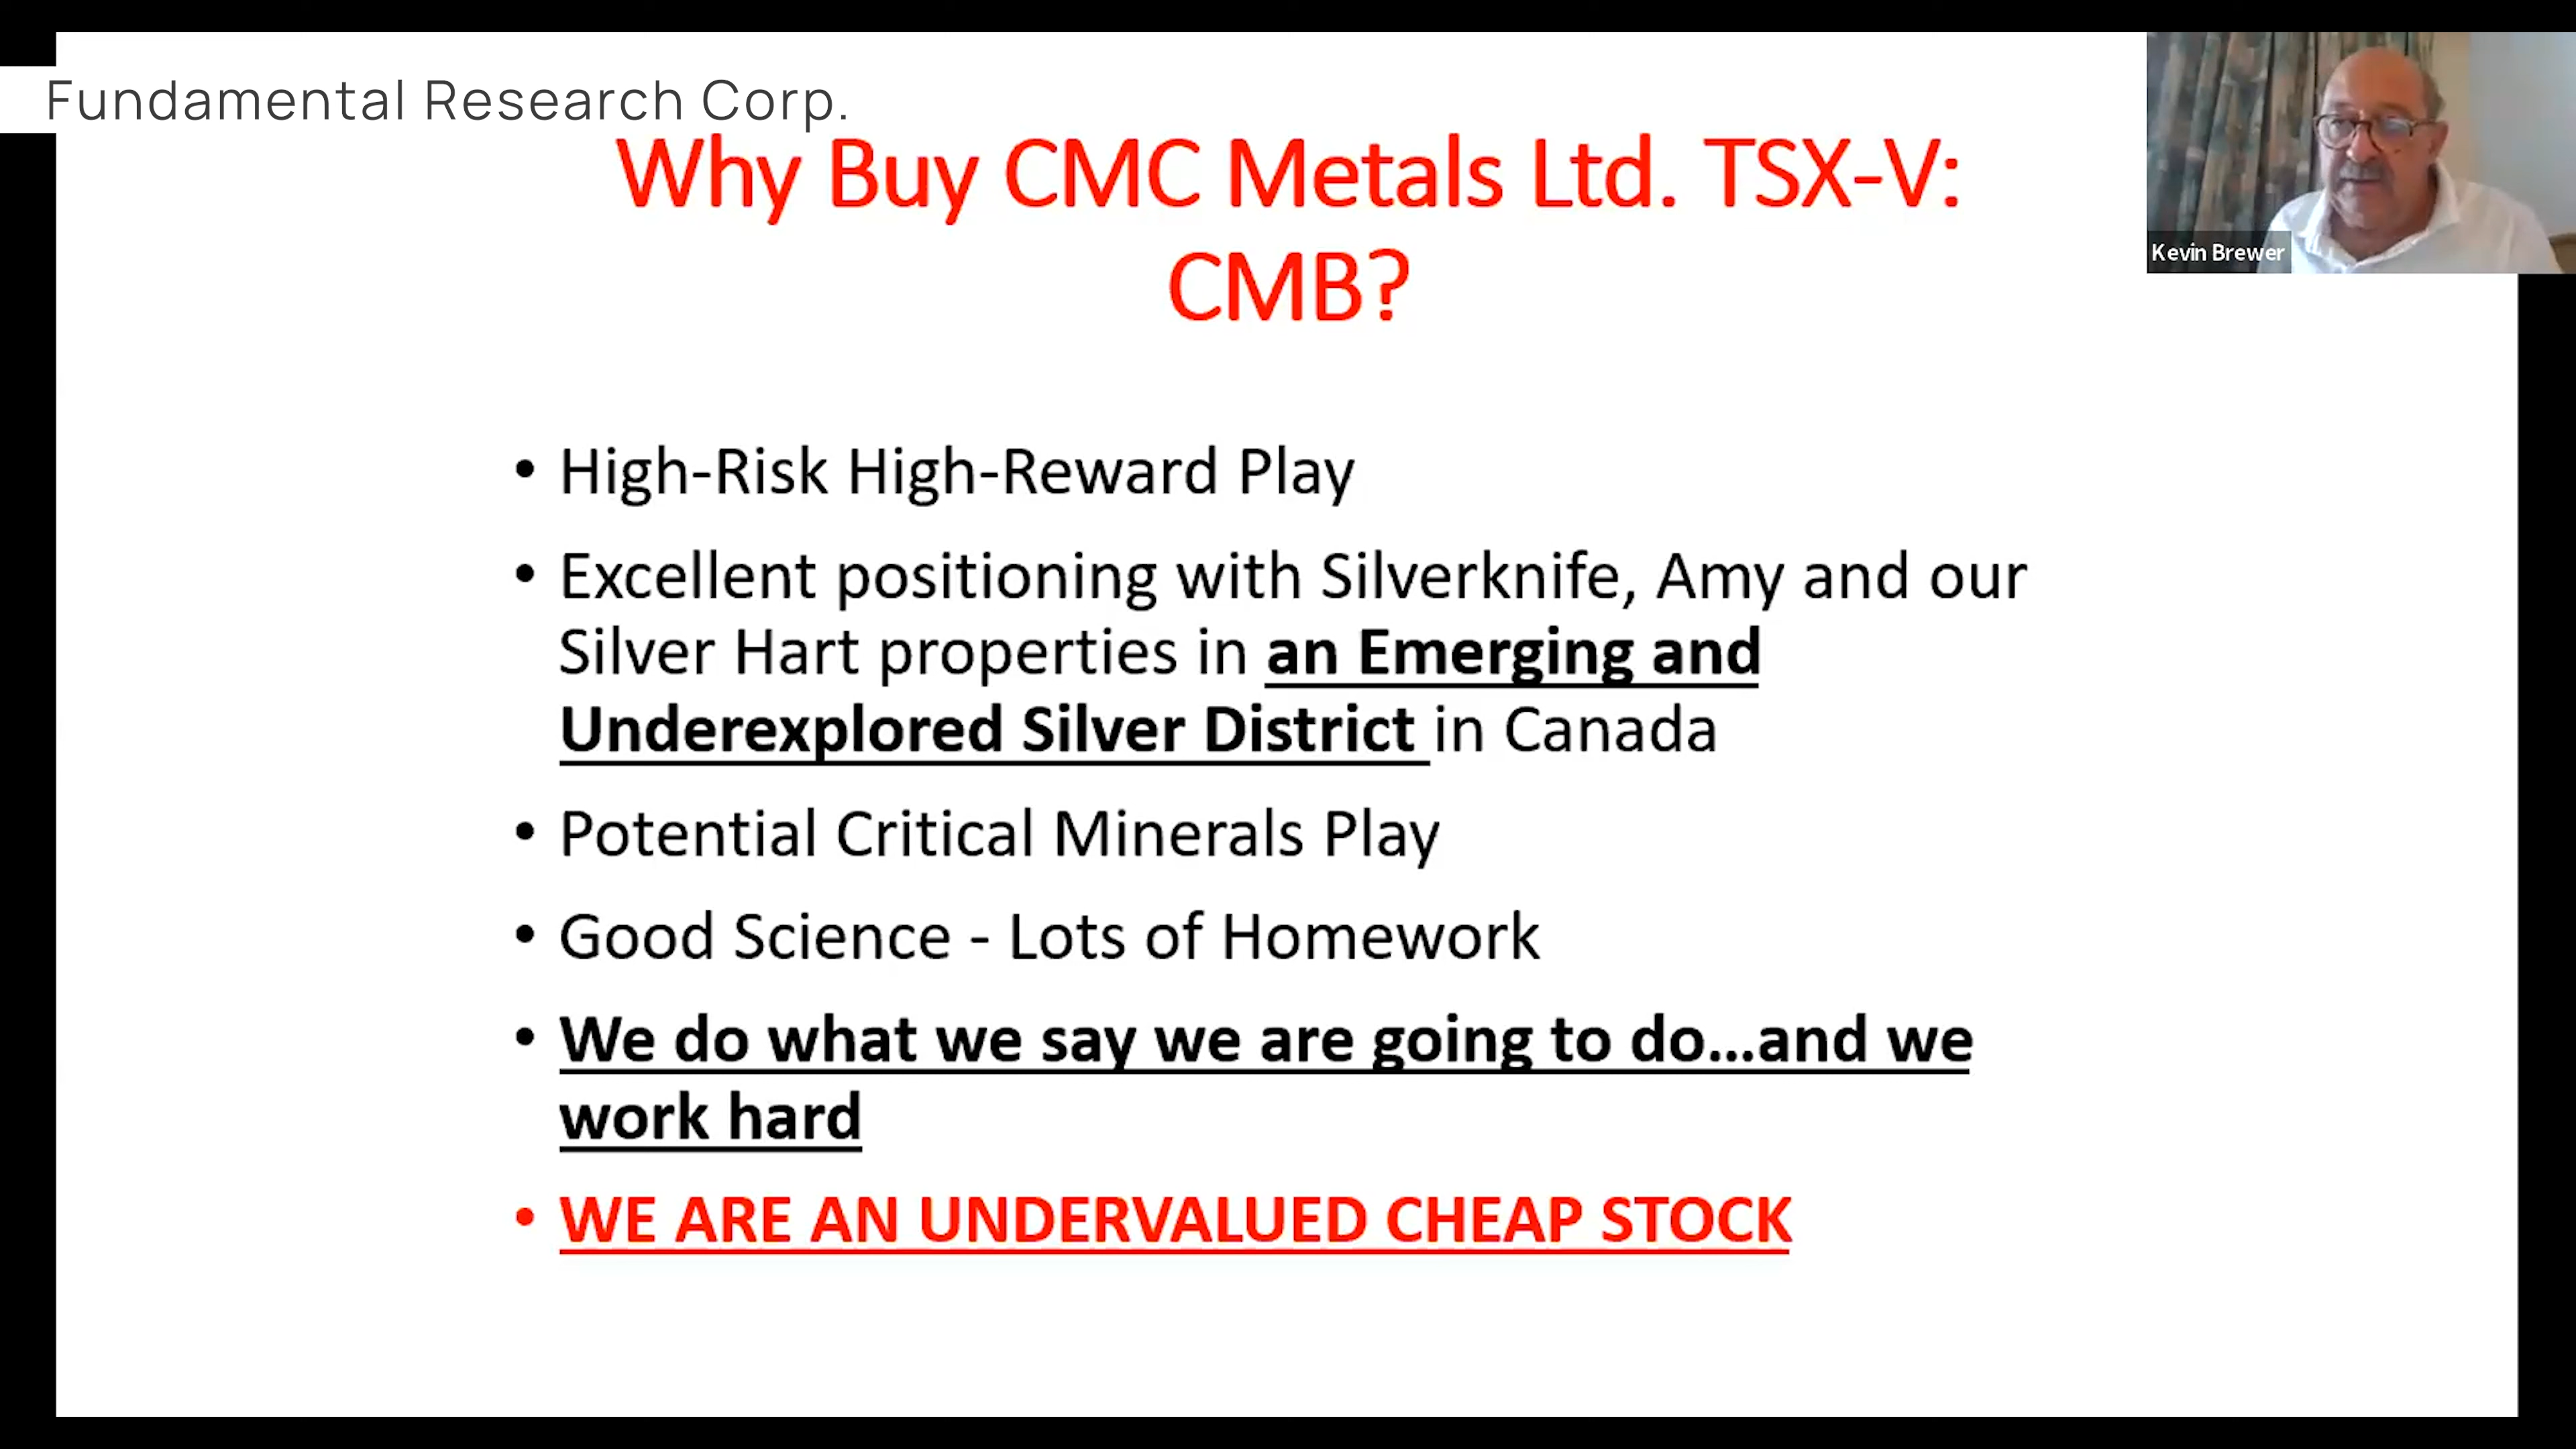 Fundamental Research Corp.
Why Buy CMC Metals Ltd. TSX-V:
CMB?
Kevin Brewer
• High-Risk High-Reward Play
• Excellent positioning with Silverknife, Amy and our
Silver Hart properties in an Emerging and
Underexplored Silver District in Canada
• Potential Critical Minerals Play
• Good Science - Lots of Homework
• We do what we say we are going to do...and we
work hard
• WE ARE AN UNDERVALUED CHEAP STOCK